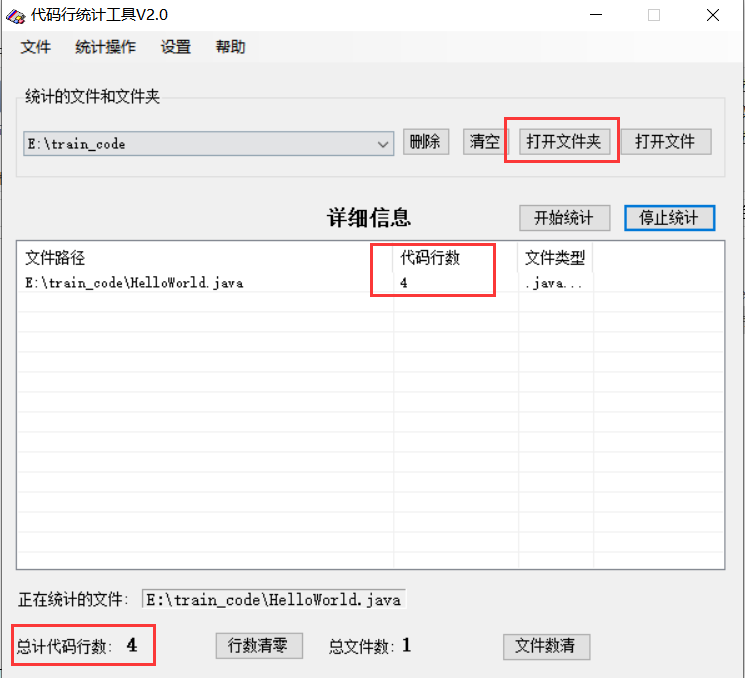 代码行统计工具V2.0
文件 统计操作 设置 帮助
统计的文件和文件夹
E:\train_code 删除 清空 打开文件夹 打开文件
详细信息 开始统计 停止统计
文件路径 代码行数 文件类型
E:\train_code\HelloWorld.java 4 .java...
正在统计的文件: E:\train_code\HelloWorld.java
总计代码行数: 4 行数清零 总文件数: 1 文件数清